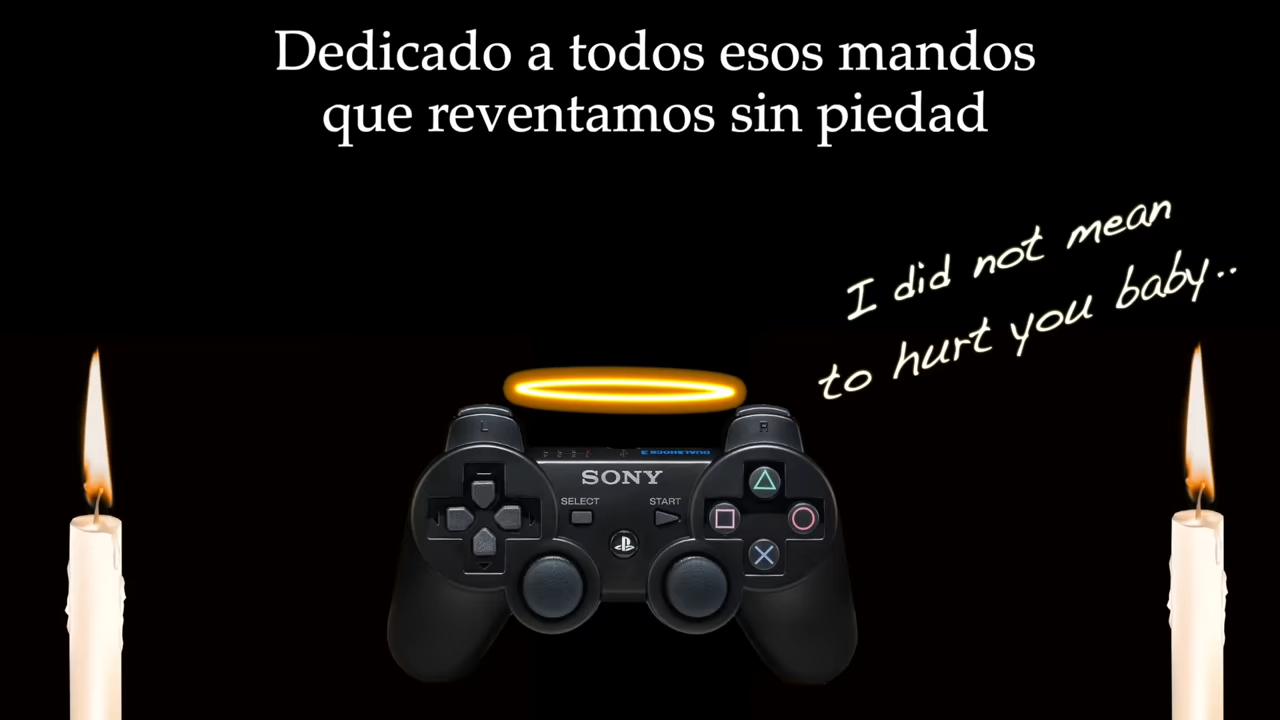 Dedicado a todos esos mandos
que reventamos sin piedad
I did not mean
to hurt you baby..
L
R
SONY
SELECT
START